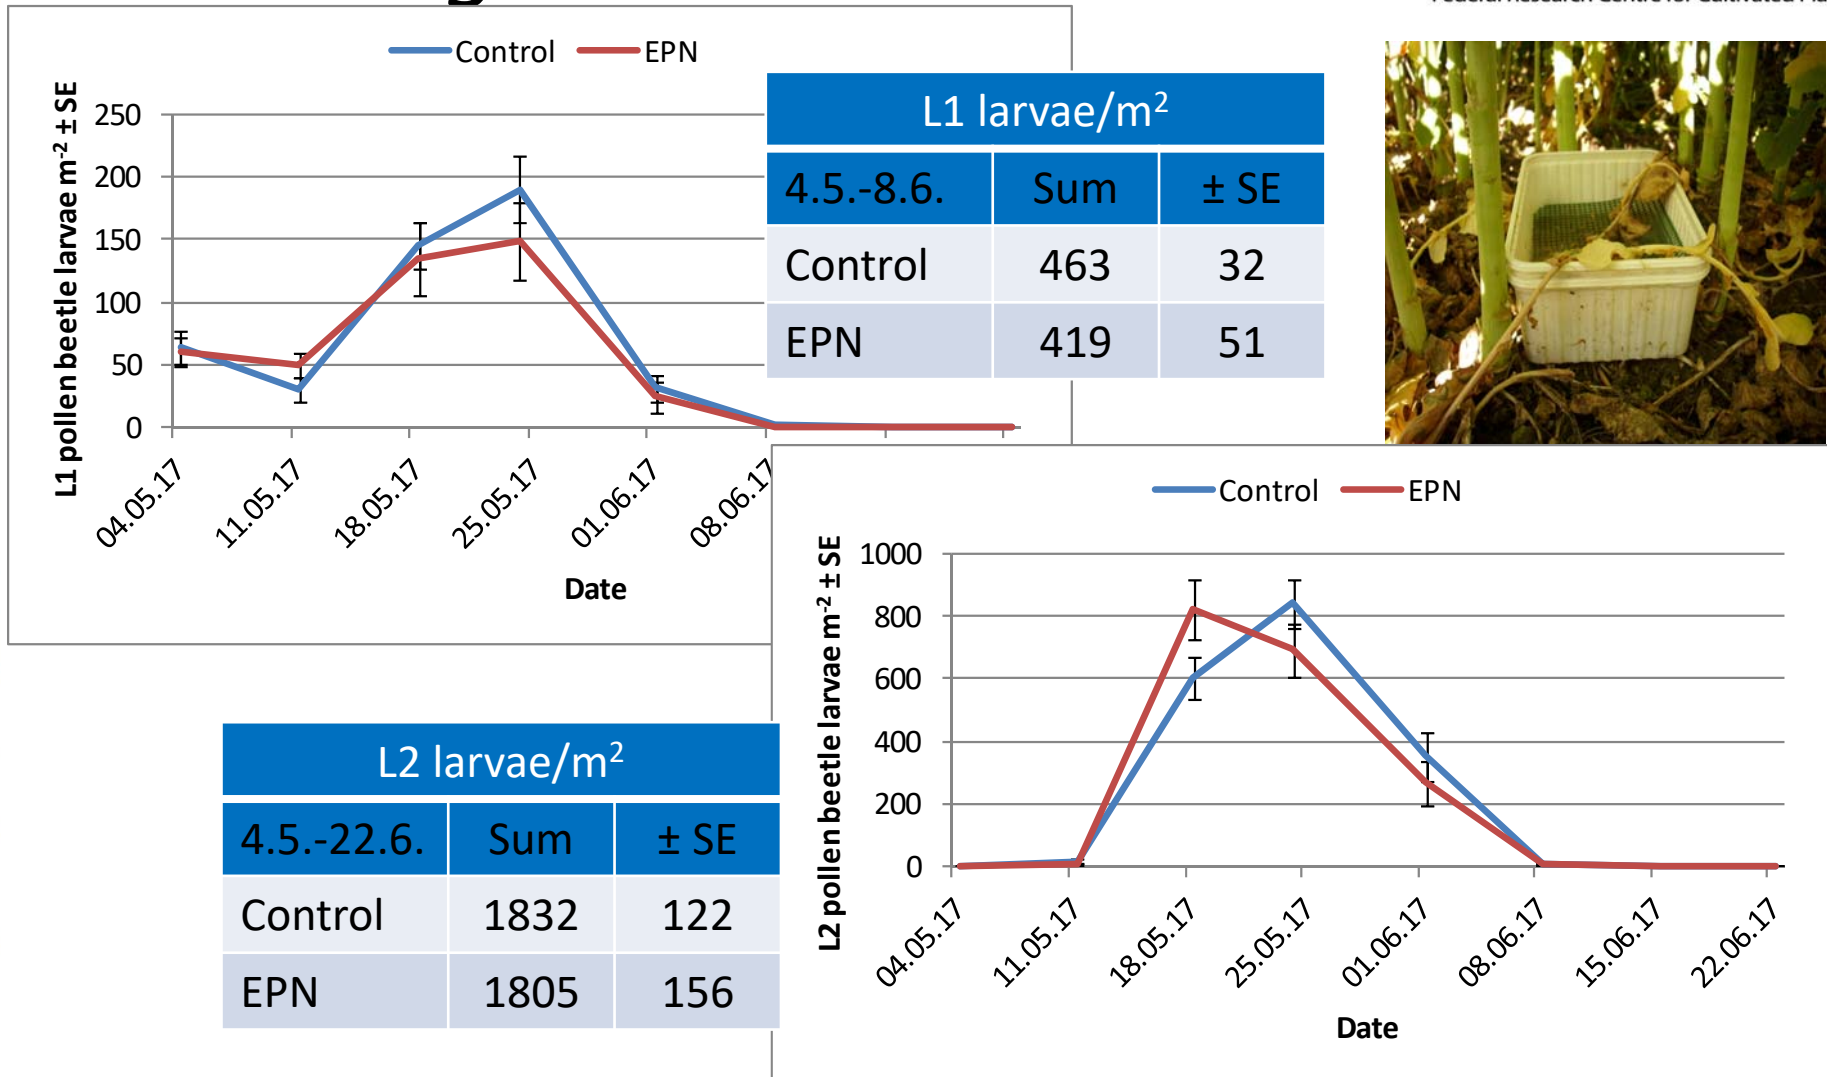 Control EPN
L1 pollen beetle larvae m-2 ± SE
250
200
150
100
50
0
04.05.17
11.05.17
18.05.17
25.05.17
01.06.17
08.06.17
Date
L1 larvae/m2
4.5.-8.6. Sum ± SE
Control 463 32
EPN 419 51
Control EPN
L2 pollen beetle larvae m-2 ± SE
1000
800
600
400
200
0
04.05.17
11.05.17
18.05.17
25.05.17
01.06.17
08.06.17
15.06.17
22.06.17
Date
L2 larvae/m2
4.5.-22.6. Sum ± SE
Control 1832 122
EPN 1805 156